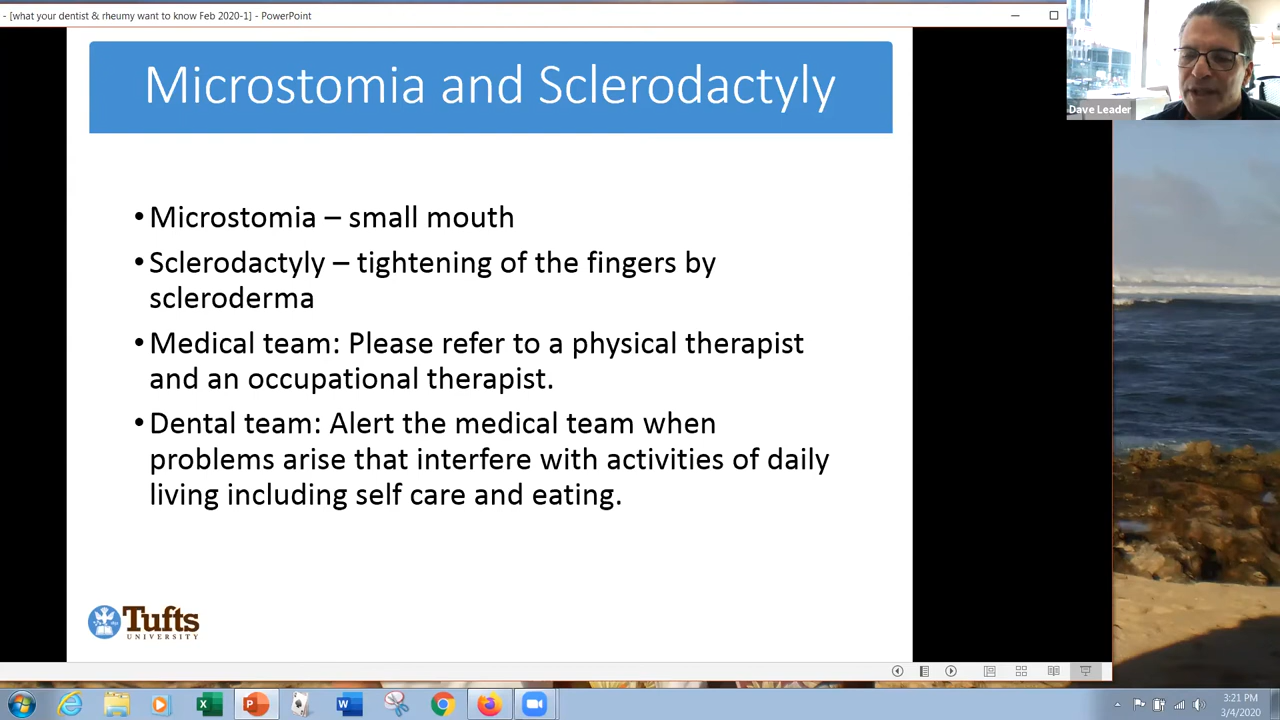 - [what your dentist & rheumy want to know Feb 2020-1] - PowerPoint
Microstomia and Sclerodactyly
Dave Leader
•Microstomia – small mouth
•Sclerodactyly – tightening of the fingers by
scleroderma
•Medical team: Please refer to a physical therapist
and an occupational therapist.
•Dental team: Alert the medical team when
problems arise that interfere with activities of daily
living including self care and eating.
Tufts
UNIVERSITY
3:21 PM
3/4/2020